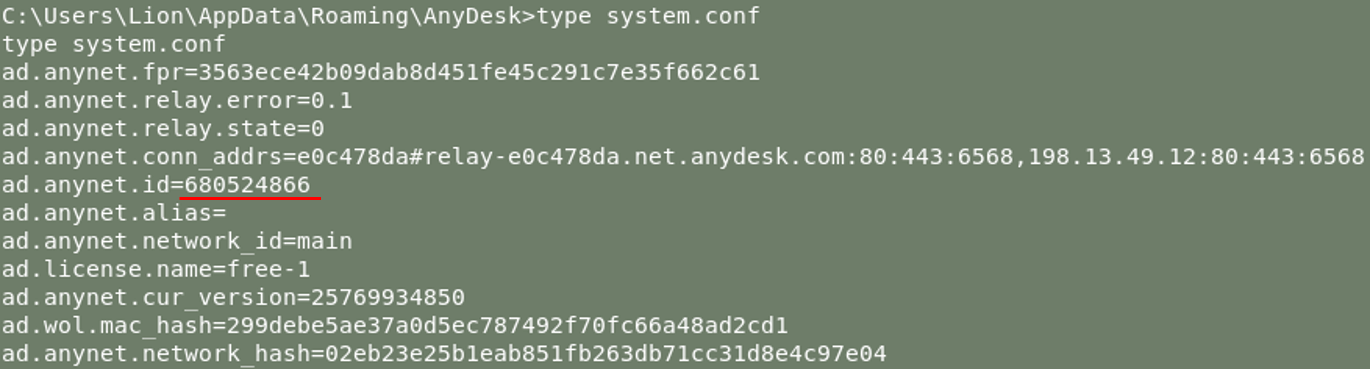 C:\Users\Lion\AppData\Roaming\AnyDesk>type system.conf
type system.conf
ad.anynet.fpr=3563ece42b09dab8d451fe45c291c7e35f662c61
ad.anynet.relay.error=0.1
ad.anynet.relay.state=0
ad.anynet.conn_addrs=e0c478da#relay-e0c478da.net.anydesk.com:80:443:6568,198.13.49.12:80:443:6568
ad.anynet.id=680524866
ad.anynet.alias=
ad.anynet.network_id=main
ad.license.name=free-1
ad.anynet.cur_version=25769934850
ad.wol.mac_hash=299debe5ae37a0d5ec787492f70fc66a48ad2cd1
ad.anynet.network_hash=02eb23e25b1eab851fb263db71cc31d8e4c97e04